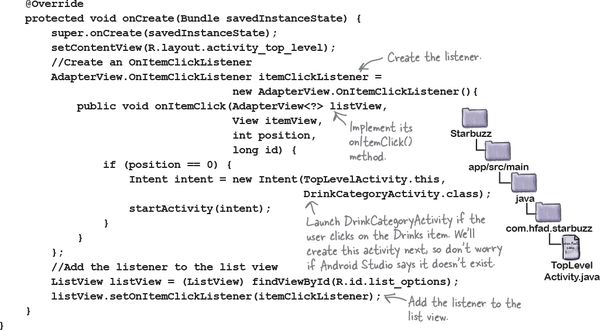 @Override
protected void onCreate(Bundle savedInstanceState) {
super.onCreate(savedInstanceState);
setContentView(R.layout.activity_top_level);
//Create an OnItemClickListener
AdapterView.OnItemClickListener itemClickListener =
Create the listener.
new AdapterView.OnItemClickListener(){
public void onItemClick(AdapterView<?> listView,
View itemView,
int position,
long id) {
Implement its
onItemClick()
method.
if (position == 0) {
Intent intent = new Intent(TopLevelActivity.this,
DrinkCategoryActivity.class);
startActivity(intent);
}
Launch DrinkCategoryActivity if the
user clicks on the Drinks item. We'll
create this activity next, so don't worry
if Android Studio says it doesn't exist.
}
};
//Add the listener to the list view
ListView listView = (ListView) findViewById(R.id.list_options);
listView.setOnItemClickListener(itemClickListener);
Add the listener to the
list view.
}
}
Starbuzz
app/src/main
java
com.hfad.starbuzz
TopLevel
Activity.java